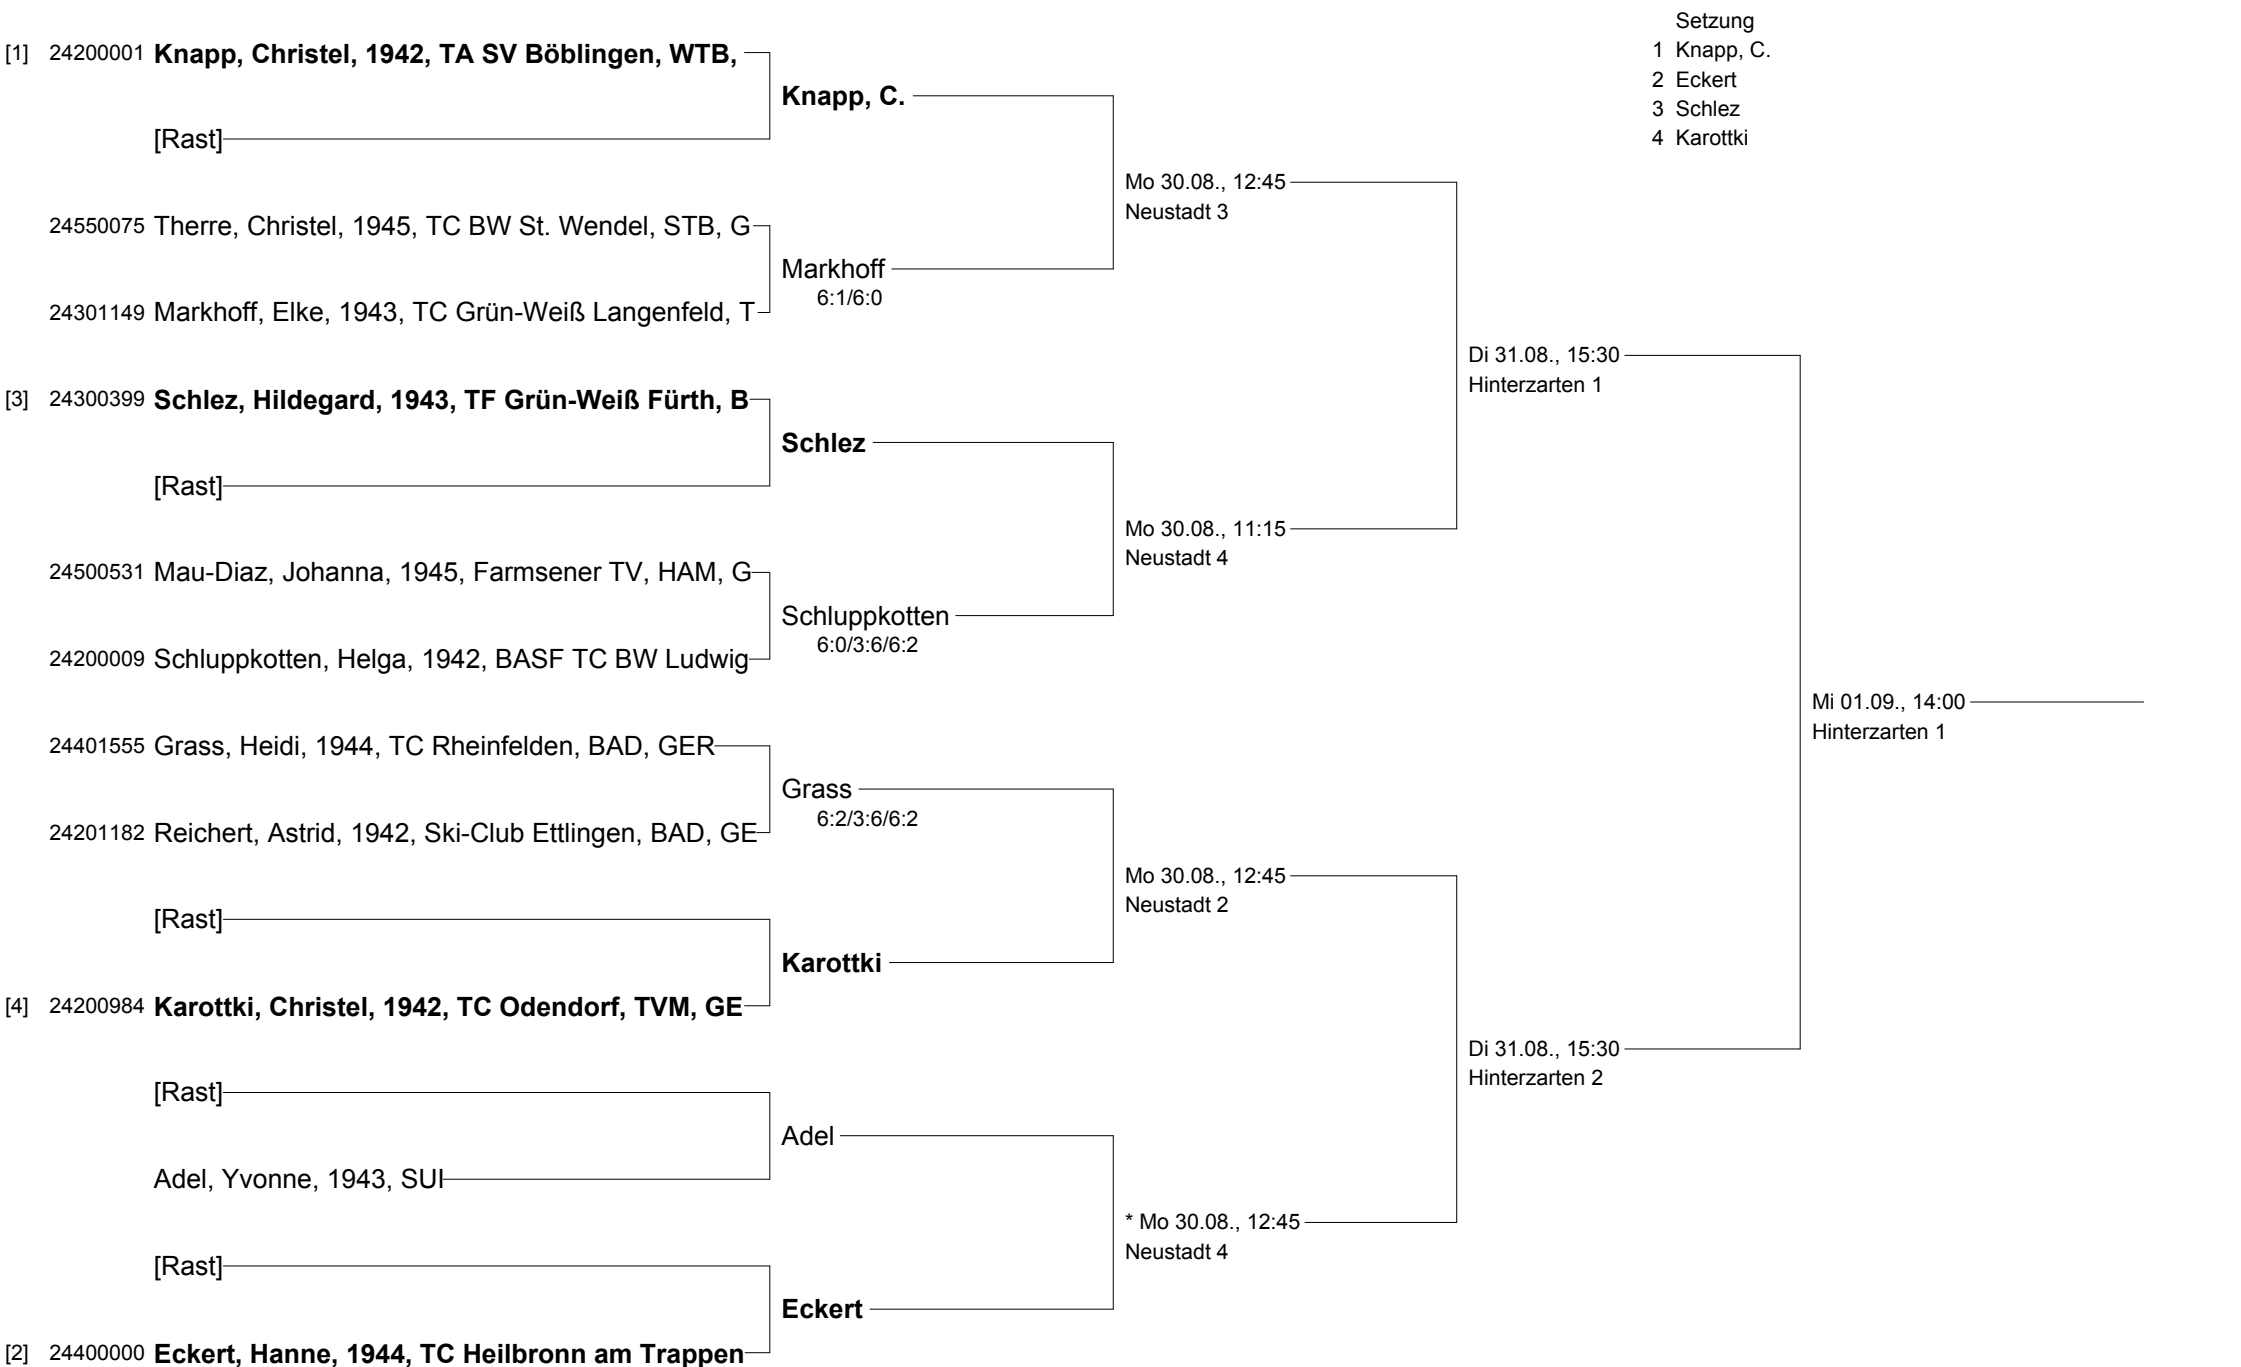 Setzung
1 Knapp, C.
2 Eckert
3 Schlez
4 Karottki
[1] 24200001 Knapp, Christel, 1942, TA SV Böblingen, WTB,
Knapp, C.
[Rast]
Mo 30.08., 12:45
Neustadt 3
24550075 Therre, Christel, 1945, TC BW St. Wendel, STB, G
Markhoff
6:1/6:0
24301149 Markhoff, Elke, 1943, TC Grün-Weiß Langenfeld, T
Di 31.08., 15:30
Hinterzarten 1
[3] 24300399 Schlez, Hildegard, 1943, TF Grün-Weiß Fürth, B
Schlez
[Rast]
Mo 30.08., 11:15
Neustadt 4
24500531 Mau-Diaz, Johanna, 1945, Farmsener TV, HAM, G
Schluppkotten
6:0/3:6/6:2
24200009 Schluppkotten, Helga, 1942, BASF TC BW Ludwig
Mi 01.09., 14:00
Hinterzarten 1
24401555 Grass, Heidi, 1944, TC Rheinfelden, BAD, GER
Grass
6:2/3:6/6:2
24201182 Reichert, Astrid, 1942, Ski-Club Ettlingen, BAD, GE
Mo 30.08., 12:45
Neustadt 2
[Rast]
Karottki
[4] 24200984 Karottki, Christel, 1942, TC Odendorf, TVM, GE
Di 31.08., 15:30
Hinterzarten 2
[Rast]
Adel
Adel, Yvonne, 1943, SUI
* Mo 30.08., 12:45
Neustadt 4
[Rast]
Eckert
[2] 24400000 Eckert, Hanne, 1944, TC Heilbronn am Trappen